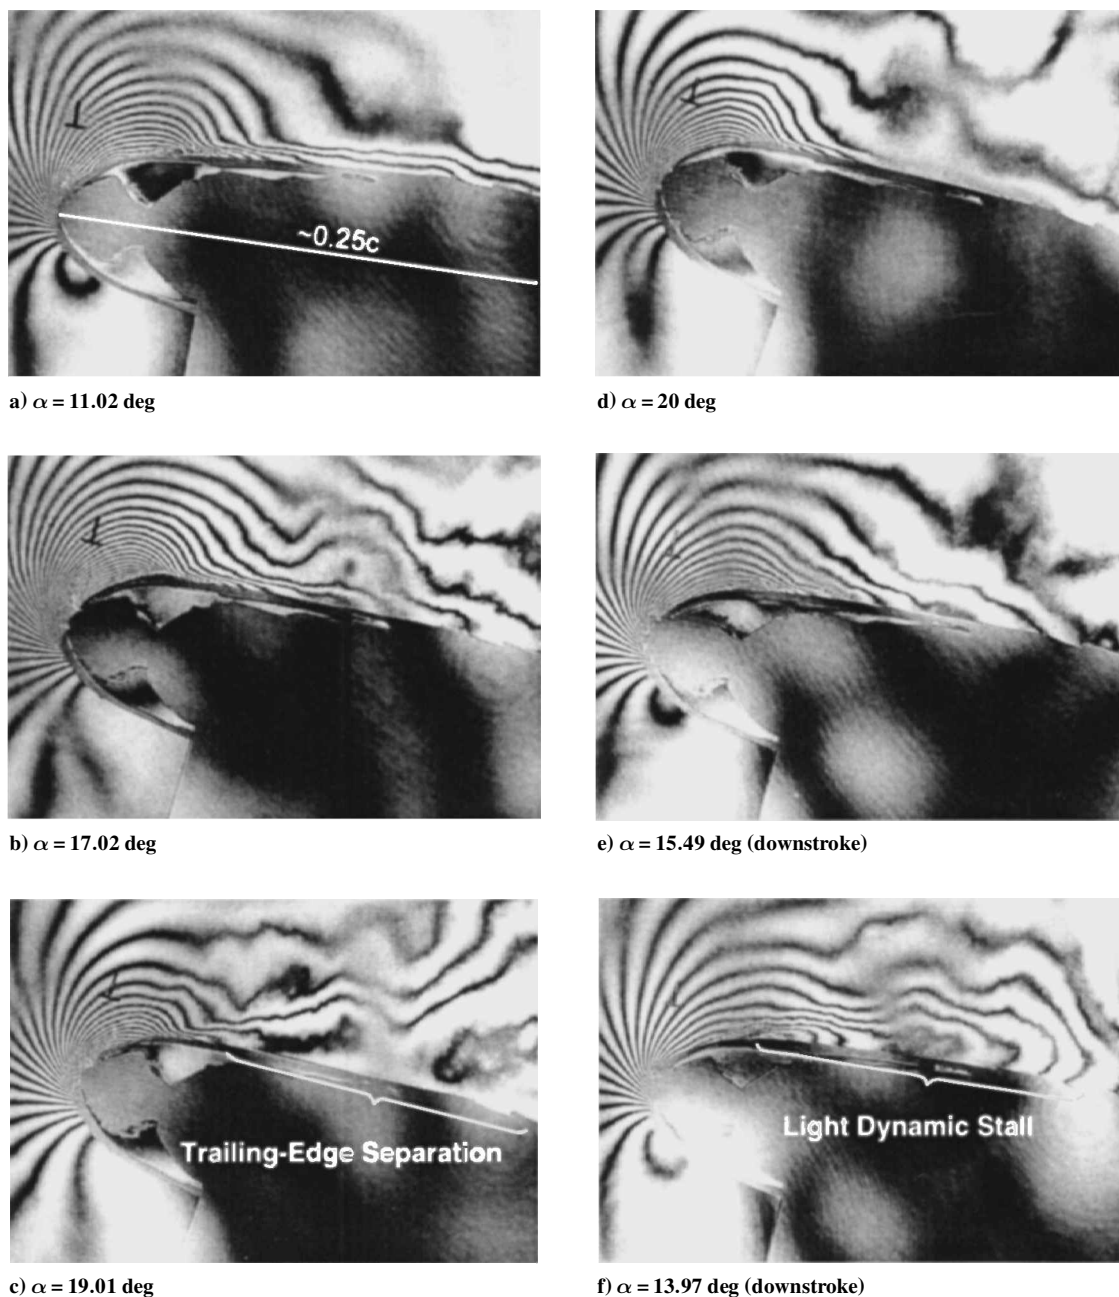 ~0.25c
a) α = 11.02 deg
d) α = 20 deg
b) α = 17.02 deg
e) α = 15.49 deg (downstroke)
Trailing-Edge Separation
Light Dynamic Stall
c) α = 19.01 deg
f) α = 13.97 deg (downstroke)